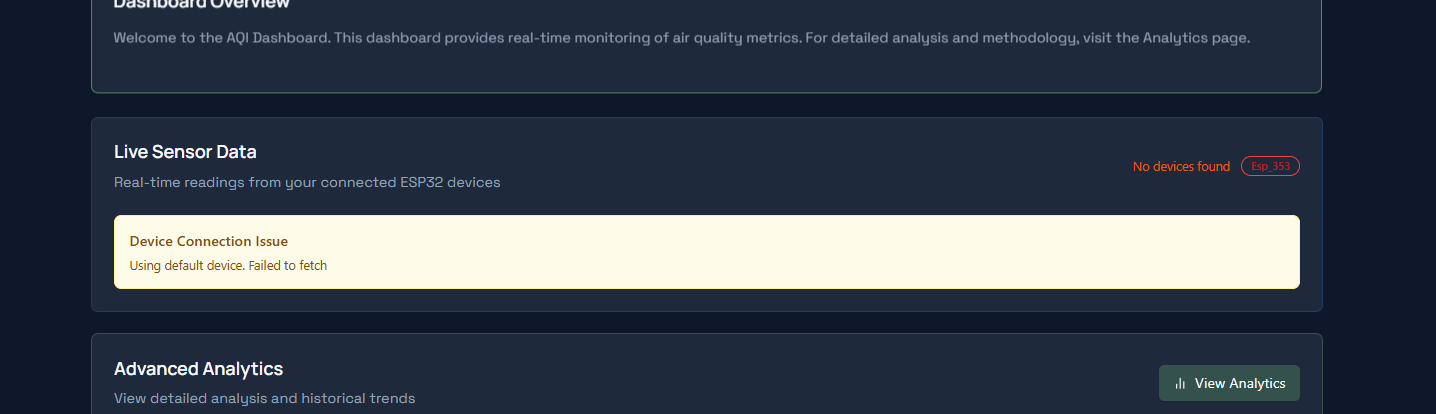 Dashboard Overview
Welcome to the AQI Dashboard. This dashboard provides real-time monitoring of air quality metrics. For detailed analysis and methodology, visit the Analytics page.
Live Sensor Data
Real-time readings from your connected ESP32 devices
No devices found Esp_353
Device Connection Issue
Using default device. Failed to fetch
Advanced Analytics
View detailed analysis and historical trends
View Analytics